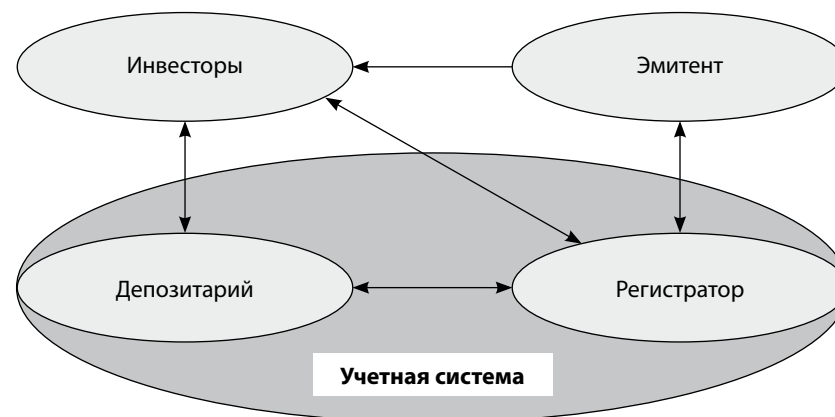 Инвесторы
Эмитент
Депозитарий
Регистратор
Учетная система